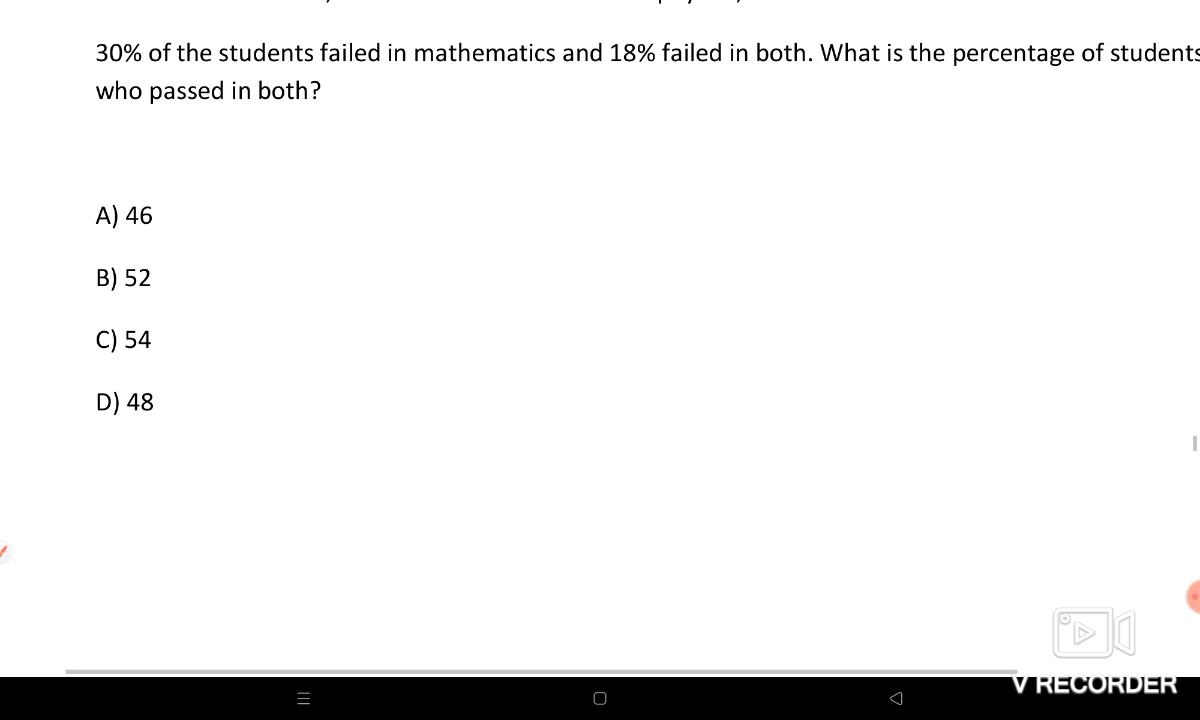 30% of the students failed in mathematics and 18% failed in both. What is the percentage of students
who passed in both?
A) 46
B) 52
C) 54
D) 48
V RECORDER